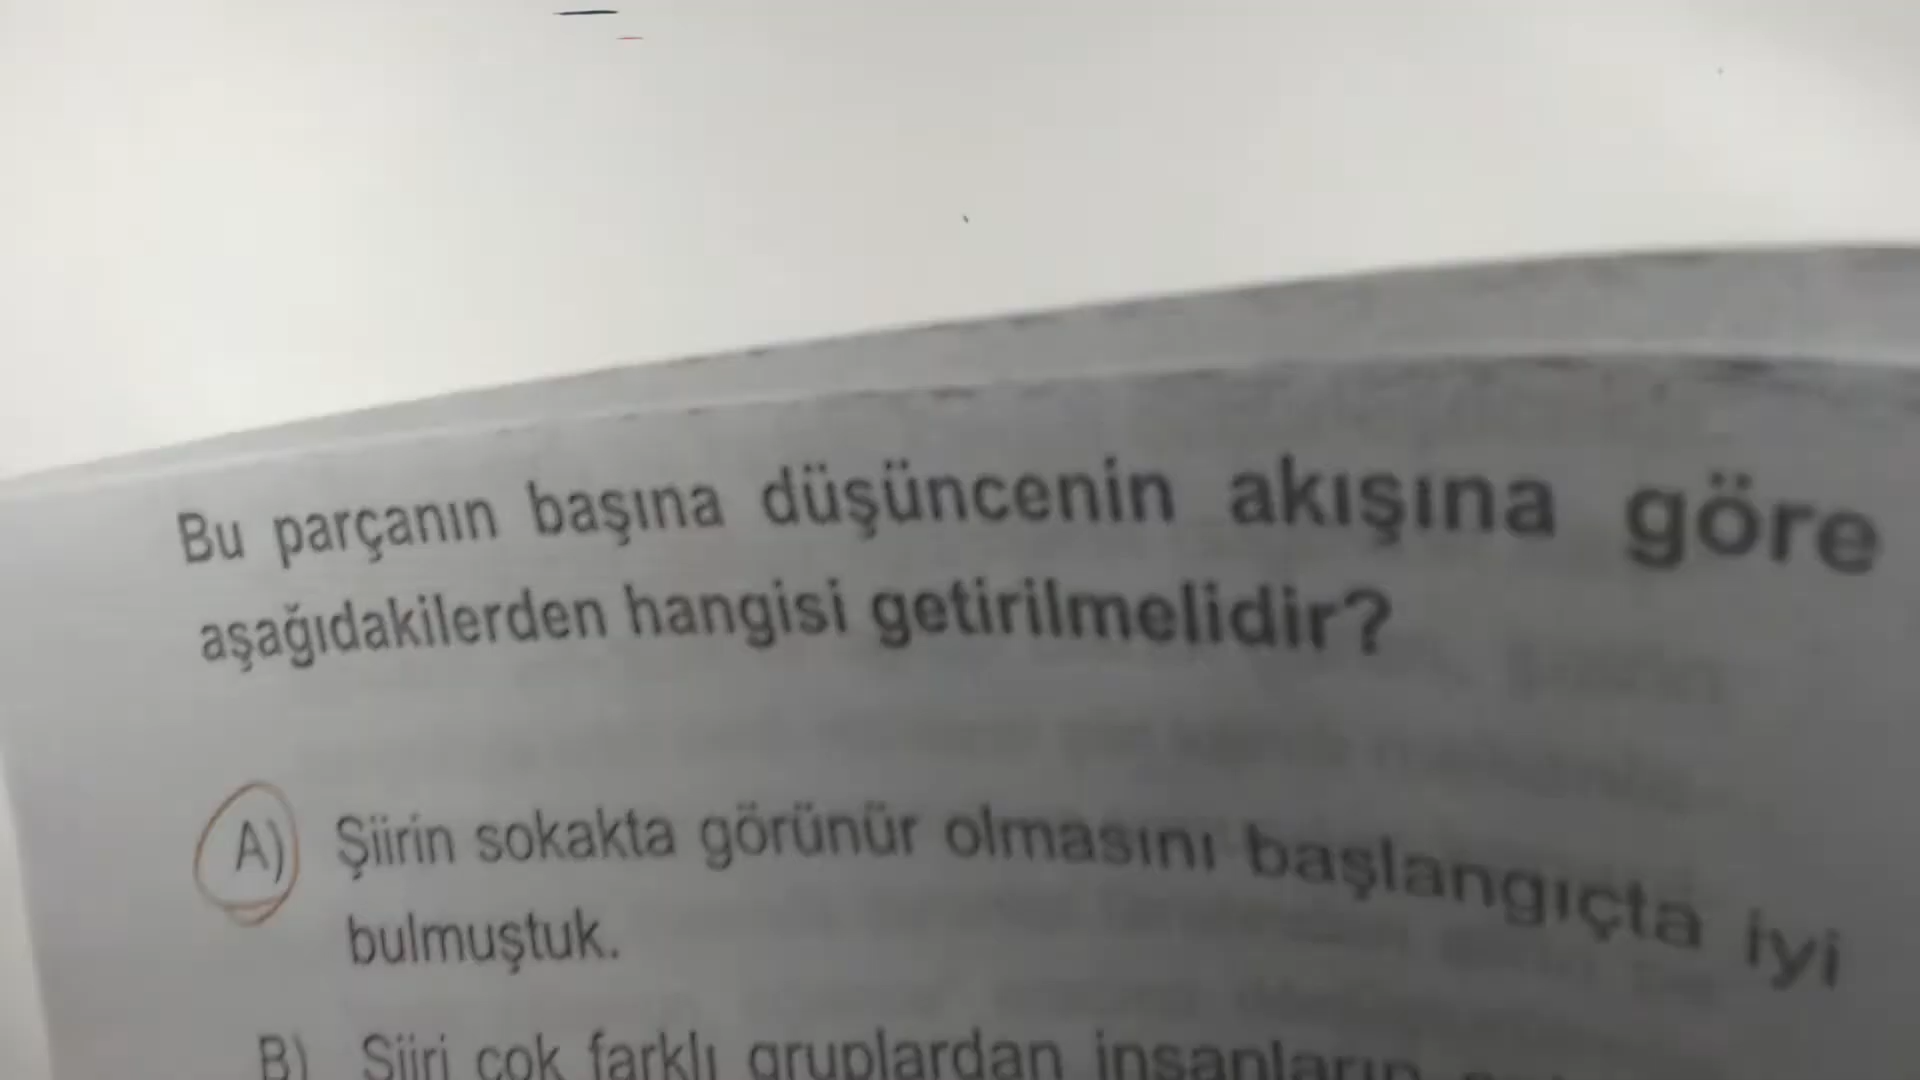 Bu parçanın başına düşüncenin akışına göre
aşağıdakilerden hangisi getirilmelidir?
A) Şiirin sokakta görünür olmasını başlangıçta iyi
bulmuştuk.
B) Şiiri çok farklı gruplardan insanların